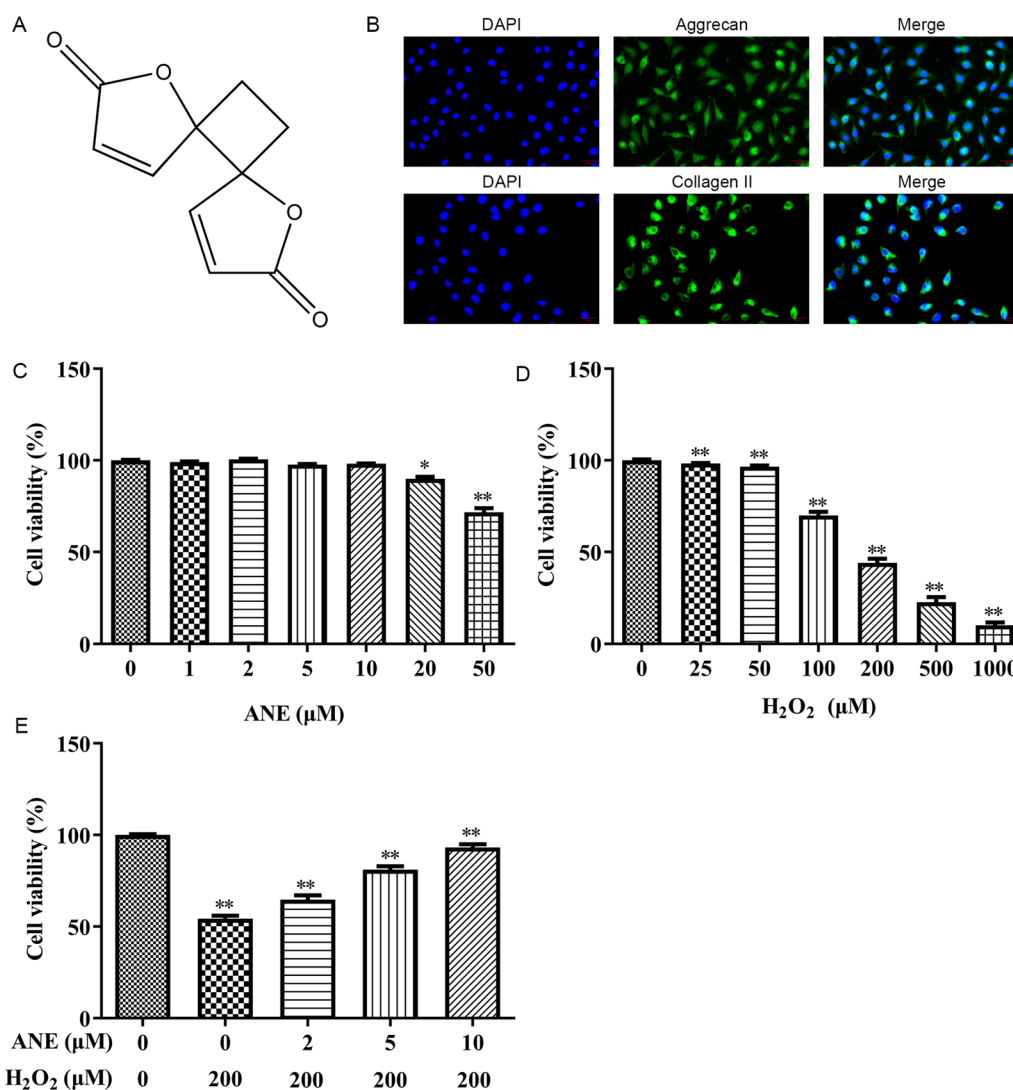 A
O
O
O
O
B
DAPI
Aggrecan
Merge
DAPI
Collagen II
Merge
C
Cell viability (%)
150
100
50
0
*
**
0 1 2 5 10 20 50
ANE (µM)
D
Cell viability (%)
150
100
50
0
** ** ** ** ** **
0 25 50 100 200 500 1000
H₂O₂ (µM)
E
Cell viability (%)
150
100
50
0
** ** ** **
ANE (µM) 0 0 2 5 10
H₂O₂ (µM) 0 200 200 200 200